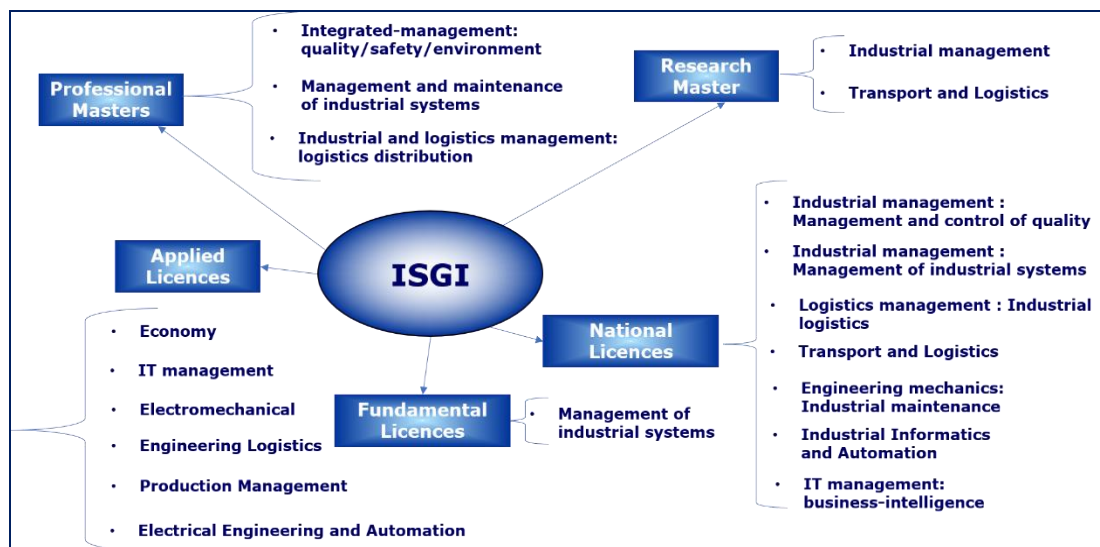 Professional
Masters
• Integrated-management:
quality/safety/environment
• Management and maintenance
of industrial systems
• Industrial and logistics management:
logistics distribution
Research
Master
• Industrial management
• Transport and Logistics
ISGI
Applied
Licences
• Economy
• IT management
• Electromechanical
• Engineering Logistics
• Production Management
• Electrical Engineering and Automation
Fundamental
Licences
• Management of
industrial systems
National
Licences
• Industrial management :
Management and control of quality
• Industrial management :
Management of industrial systems
• Logistics management : Industrial
logistics
• Transport and Logistics
• Engineering mechanics:
Industrial maintenance
• Industrial Informatics
and Automation
• IT management:
business-intelligence